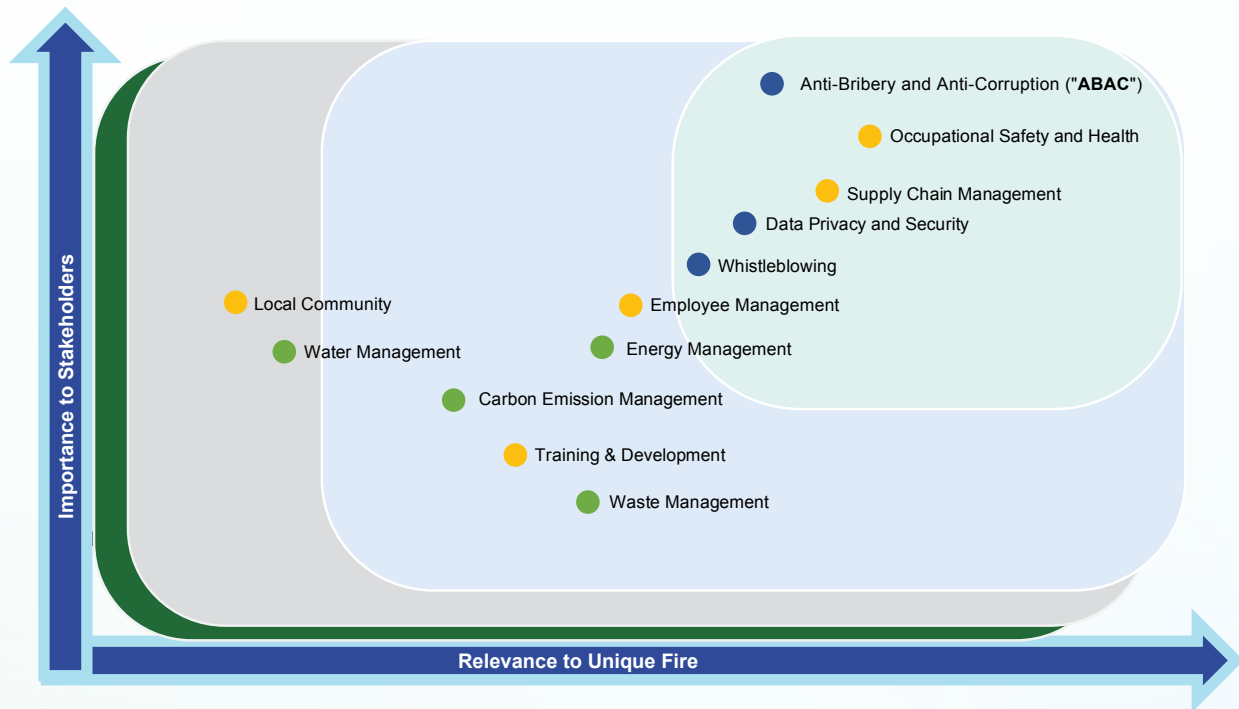 Anti-Bribery and Anti-Corruption ("ABAC")
Occupational Safety and Health
Supply Chain Management
Data Privacy and Security
Whistleblowing
Local Community
Employee Management
Water Management
Energy Management
Carbon Emission Management
Training & Development
Waste Management
Importance to Stakeholders
Relevance to Unique Fire